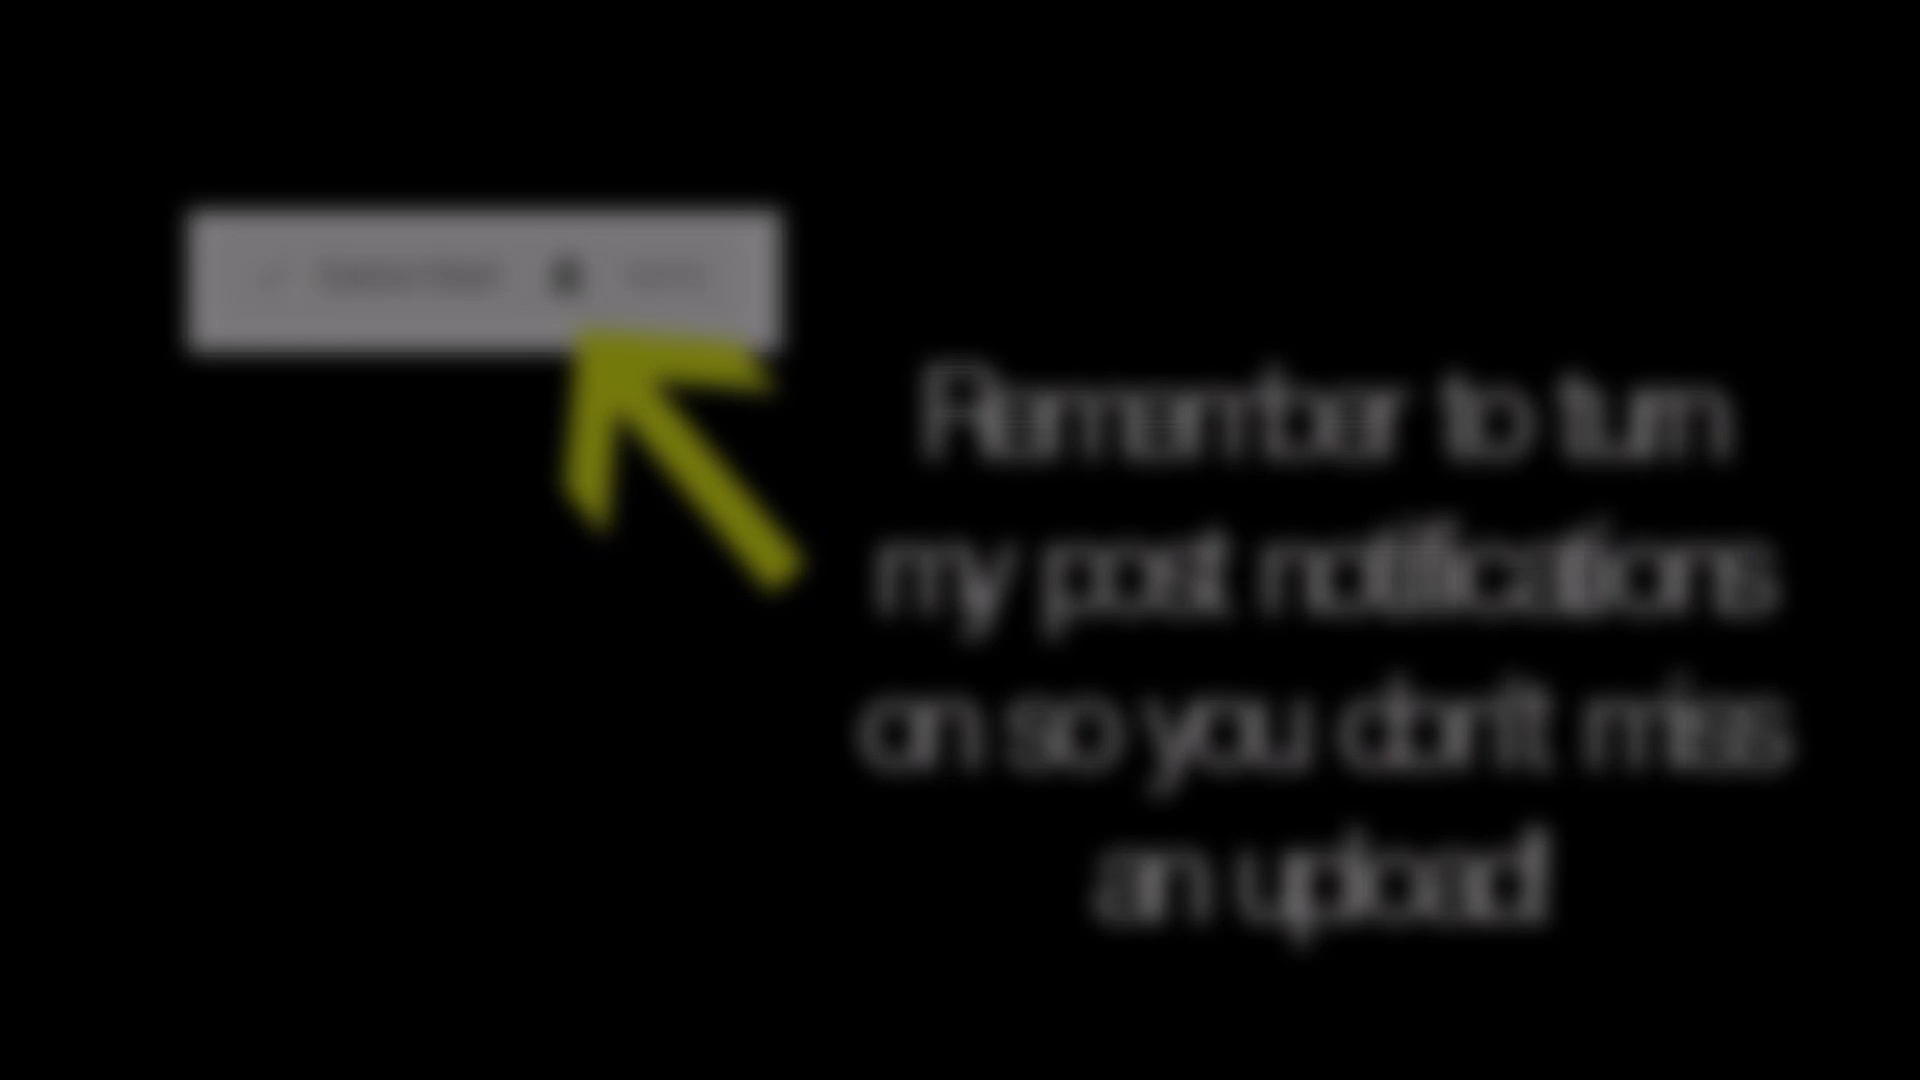 Remember to turn
my post notifications
on so you don't miss
an upload